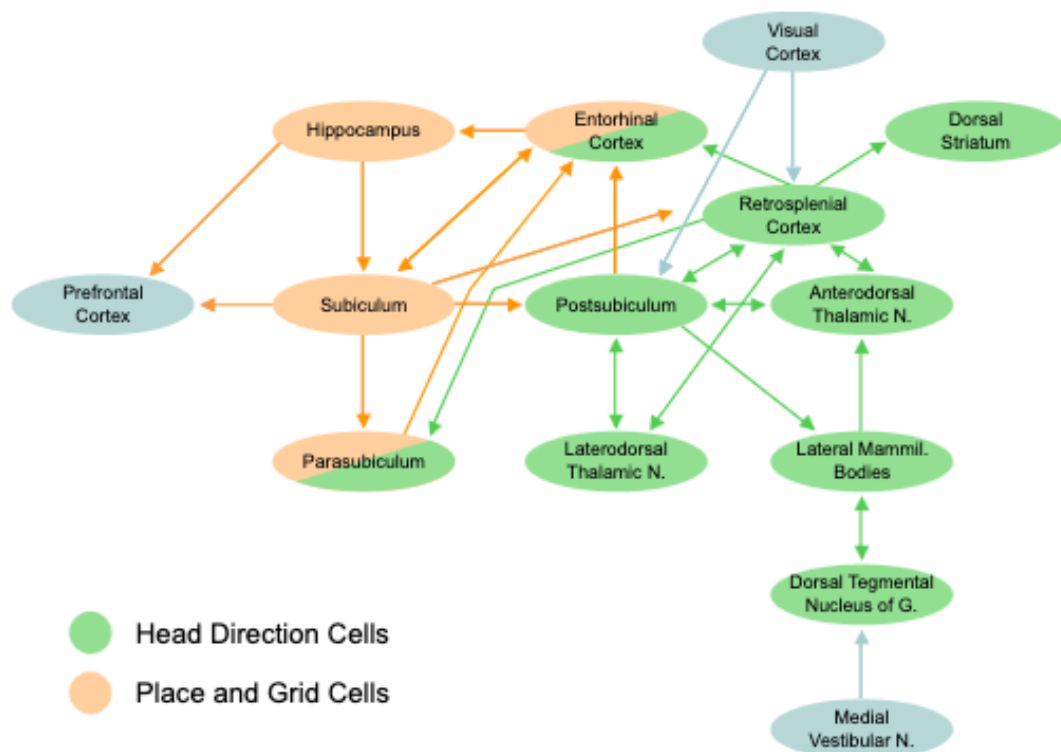 Visual
Cortex
Hippocampus
Entorhinal
Cortex
Dorsal
Striatum
Retrosplenial
Cortex
Prefrontal
Cortex
Subiculum
Postsubiculum
Anterodorsal
Thalamic N.
Parasubiculum
Laterodorsal
Thalamic N.
Lateral Mammil.
Bodies
Dorsal Tegmental
Nucleus of G.
Head Direction Cells
Place and Grid Cells
Medial
Vestibular N.